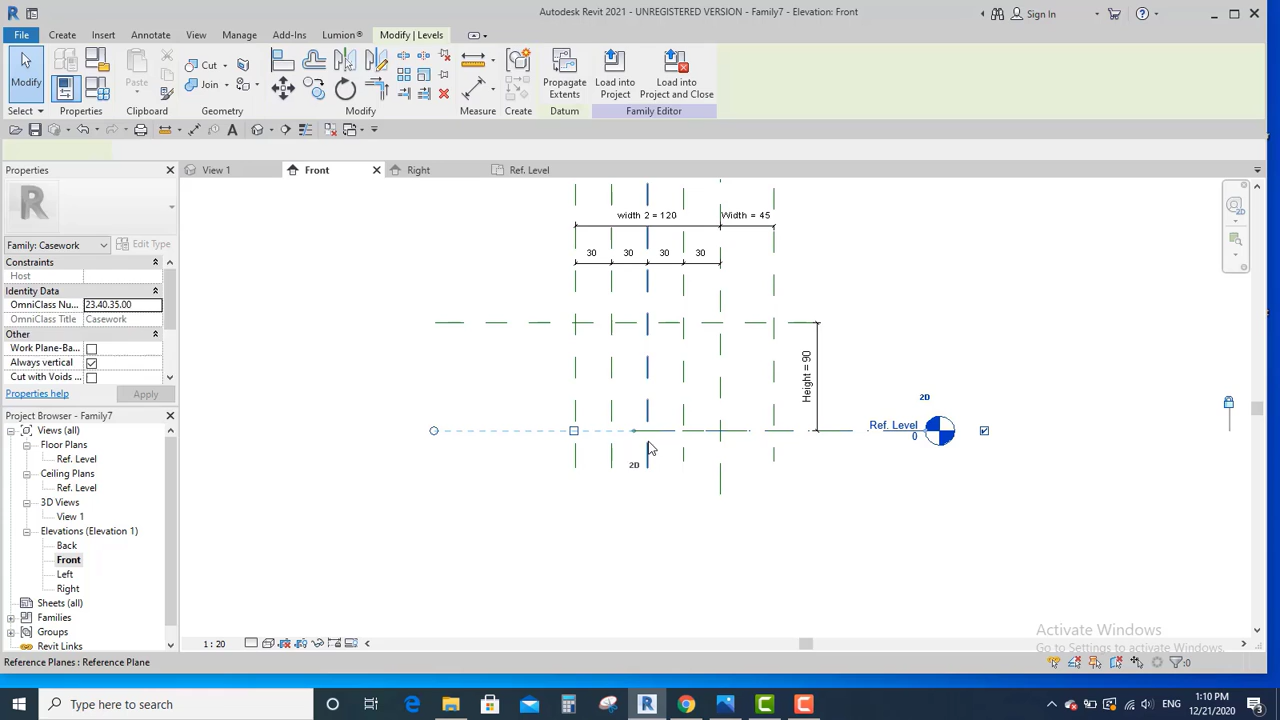 Autodesk Revit 2021 - UNREGISTERED VERSION - Family7 - Elevation: Front
Sign In
File Create Insert Annotate View Manage Add-Ins Lumion® Modify | Levels
Modify
Paste
Cut
Join
Propagate Extents
Load into Project
Load into Project and Close
Select Properties Clipboard Geometry Modify Measure Create Datum Family Editor
Properties
View 1 Front Right Ref. Level
Family: Casework Edit Type
Constraints
Host
Identity Data
OmniClass Nu... 23.40.35.00
OmniClass Title Casework
Other
Work Plane-Ba...
Always vertical
Cut with Voids ...
Properties help Apply
Project Browser - Family7
Views (all)
Floor Plans
Ref. Level
Ceiling Plans
Ref. Level
3D Views
View 1
Elevations (Elevation 1)
Back
Front
Left
Right
Sheets (all)
Families
Groups
Revit Links
width 2 = 120 Width = 45
30 30 30 30
Height = 90
2D
Ref. Level
0
2D
1 : 20
Activate Windows
Go to Settings to activate Windows.
Reference Planes : Reference Plane
:0
Type here to search
ENG
1:10 PM
12/21/2020